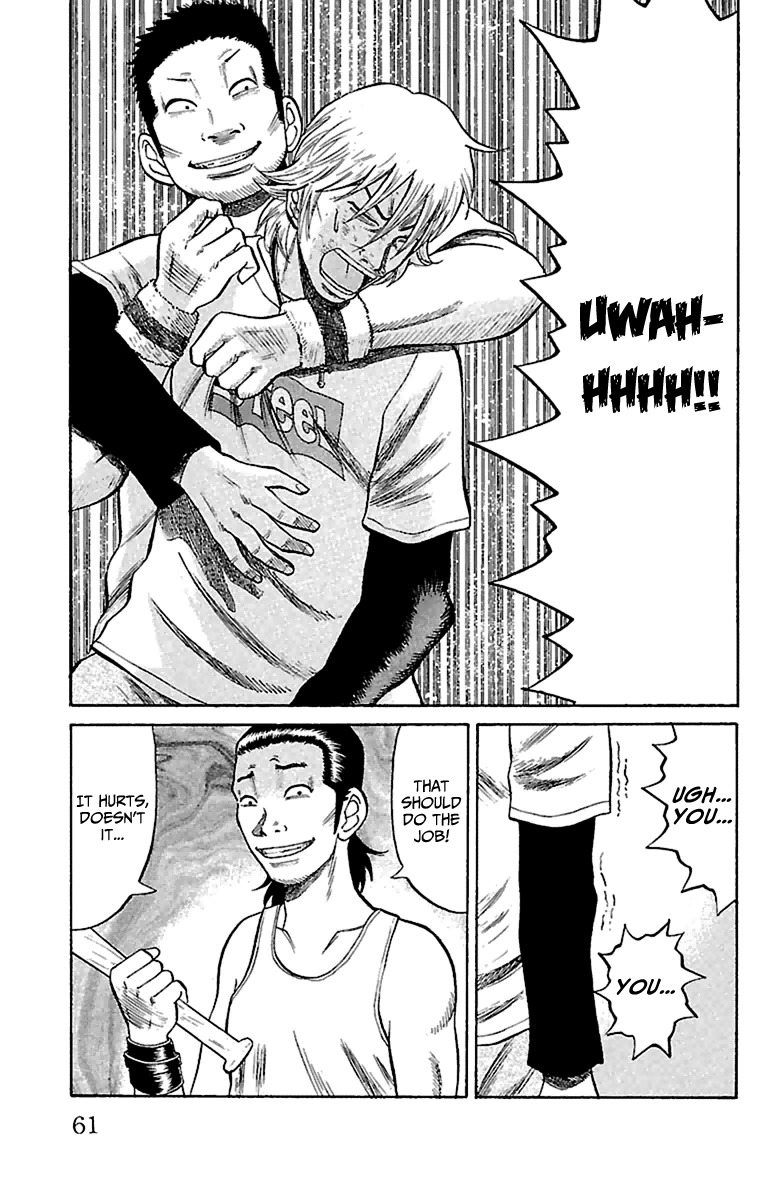 UWAH-
HHHH!!
UGH...
YOU...
YOU...
THAT
SHOULD
DO THE
JOB!
IT HURTS,
DOESN'T
IT...
61